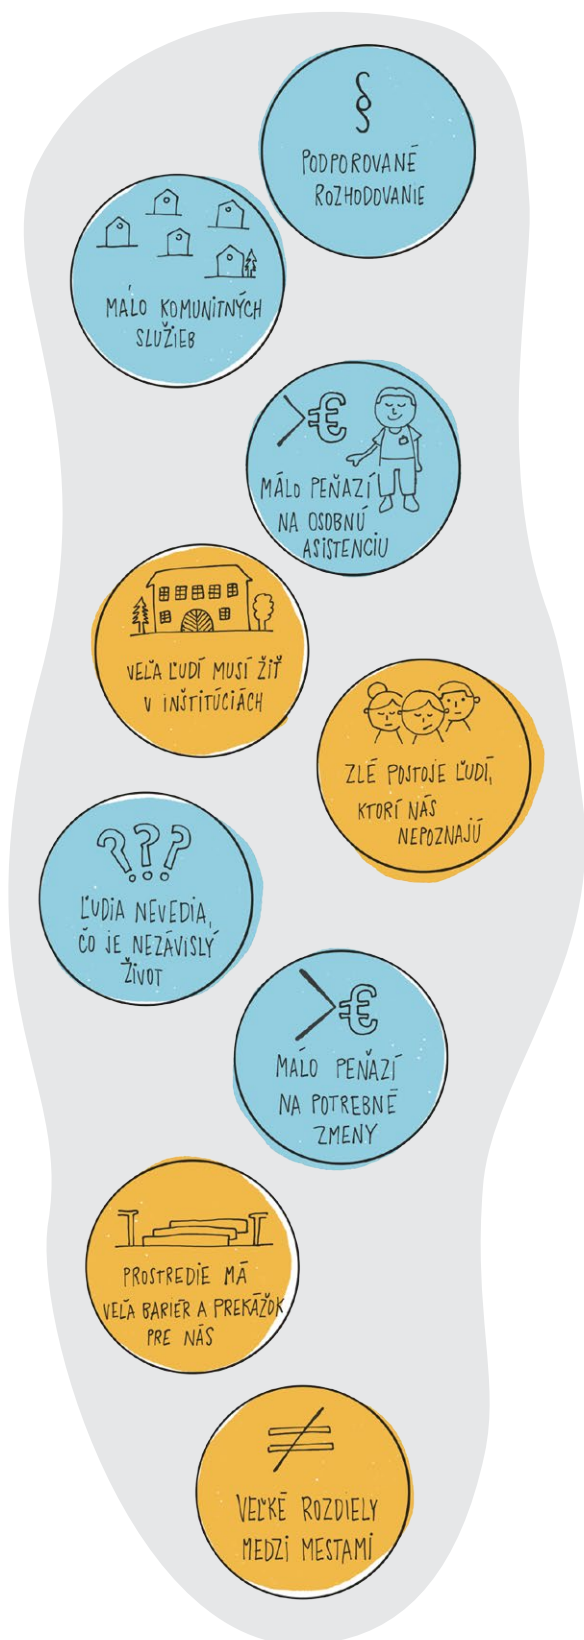 §
PODPOROVANÉ
ROZHODOVANIE
MÁLO KOMUNITNÝCH
SLUŽIEB
>€
MÁLO PEŇAZÍ
NA OSOBNÚ
ASISTENCIU
VEĽA ĽUDÍ MUSÍ ŽIŤ
V INŠTITÚCIÁCH
ZLÉ POSTOJE ĽUDÍ,
KTORÍ NÁS
NEPOZNAJÚ
???
ĽUDIA NEVEDIA,
ČO JE NEZÁVISLÝ
ŽIVOT
>€
MÁLO PEŇAZÍ
NA POTREBNÉ
ZMENY
PROSTREDIE MÁ
VEĽA BARIÉR A PREKÁŽOK
PRE NÁS
≠
VEĽKÉ ROZDIELY
MEDZI MESTAMI